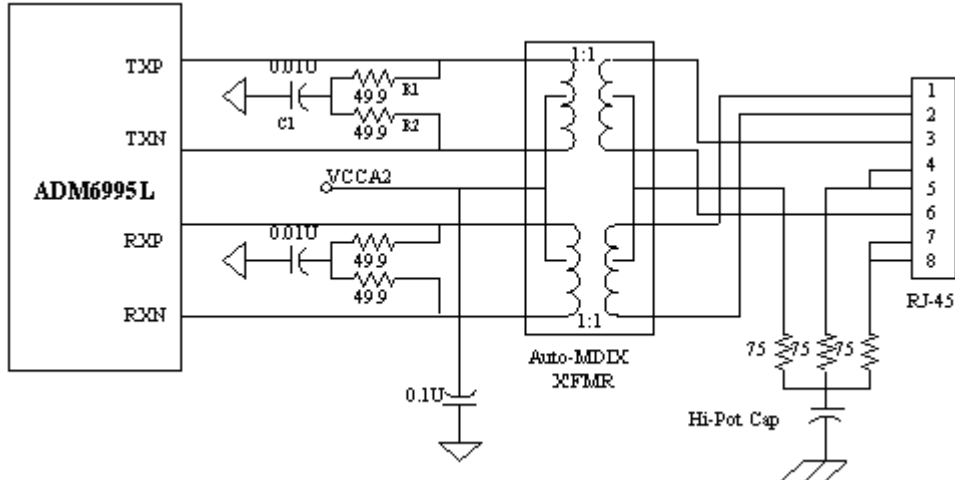 1:1
TXP
0.01U
49.9
R1
C1
R2
49.9
TXN
1
2
3
4
5
6
7
8
RJ-45
ADM6995L
VCCA2
RXP
0.01U
49.9
49.9
RXN
1:1
Auto-MDIX
X'FMR
75
75
75
0.1U
Hi-Pot Cap